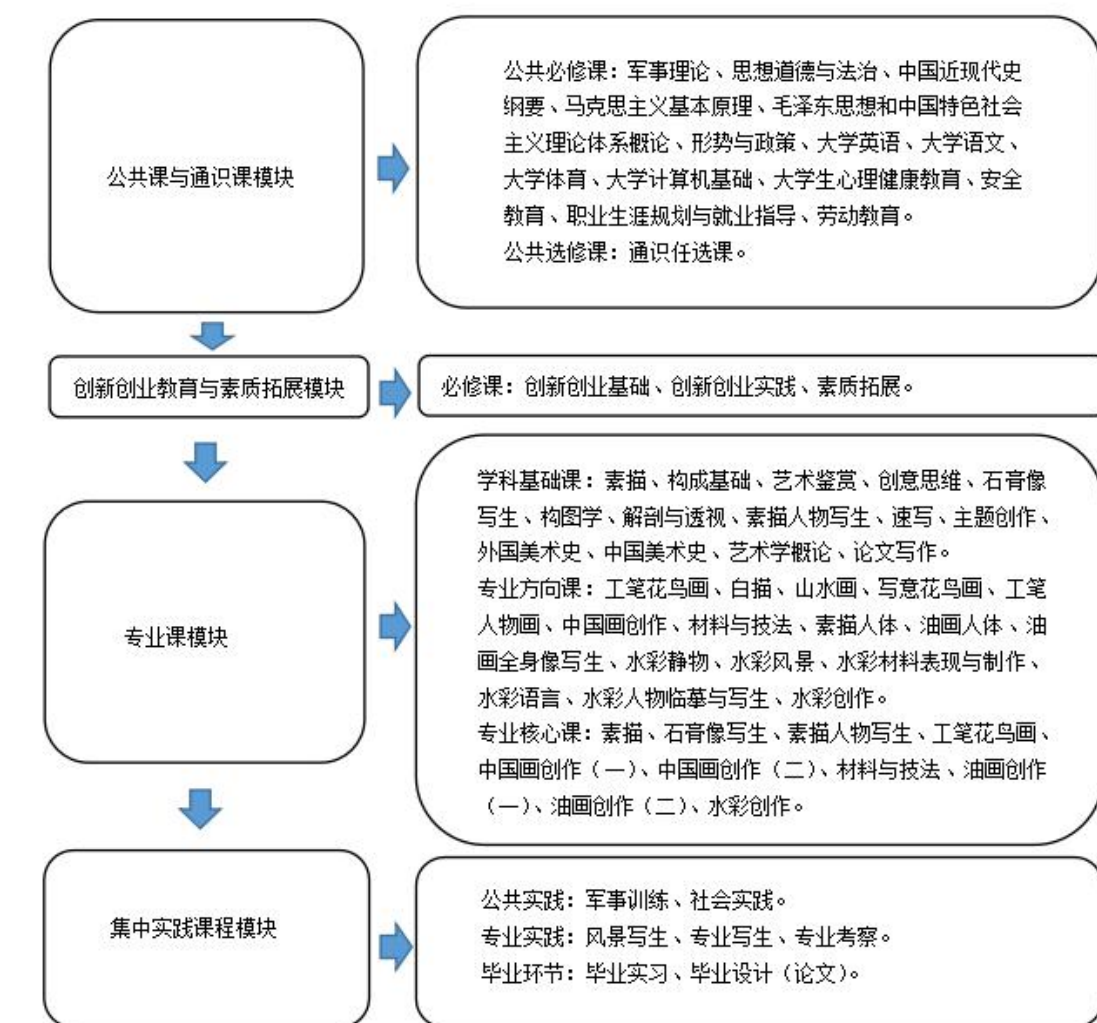 公共课与通识课模块
公共必修课：军事理论、思想道德与法治、中国近现代史
纲要、马克思主义基本原理、毛泽东思想和中国特色社会
主义理论体系概论、形势与政策、大学英语、大学语文、
大学体育、大学计算机基础、大学生心理健康教育、安全
教育、职业生涯规划与就业指导、劳动教育。
公共选修课：通识任选课。
创新创业教育与素质拓展模块
必修课：创新创业基础、创新创业实践、素质拓展。
专业课模块
学科基础课：素描、构成基础、艺术鉴赏、创意思维、石膏像
写生、构图学、解剖与透视、素描人物写生、速写、主题创作、
外国美术史、中国美术史、艺术学概论、论文写作。
专业方向课：工笔花鸟画、白描、山水画、写意花鸟画、工笔
人物画、中国画创作、材料与技法、素描人体、油画人体、油
画全身像写生、水彩静物、水彩风景、水彩材料表现与制作、
水彩语言、水彩人物临摹与写生、水彩创作。
专业核心课：素描、石膏像写生、素描人物写生、工笔花鸟画、
中国画创作（一）、中国画创作（二）、材料与技法、油画创作
（一）、油画创作（二）、水彩创作。
集中实践课程模块
公共实践：军事训练、社会实践。
专业实践：风景写生、专业写生、专业考察。
毕业环节：毕业实习、毕业设计（论文）。